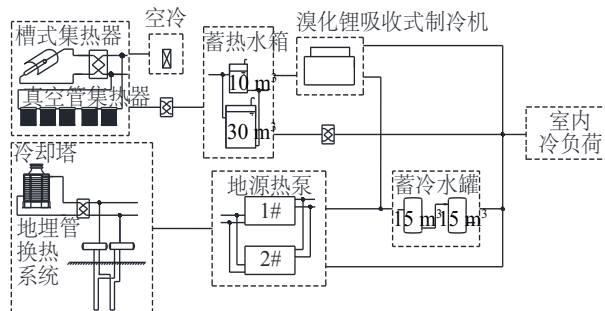 空冷
槽式集热器
真空管集热器
蓄热水箱
10 m³
30 m³
溴化锂吸收式制冷机
室内
冷负荷
冷却塔
地埋管
换热
系统
地源热泵
1#
2#
蓄冷水罐
15 m³
15 m³